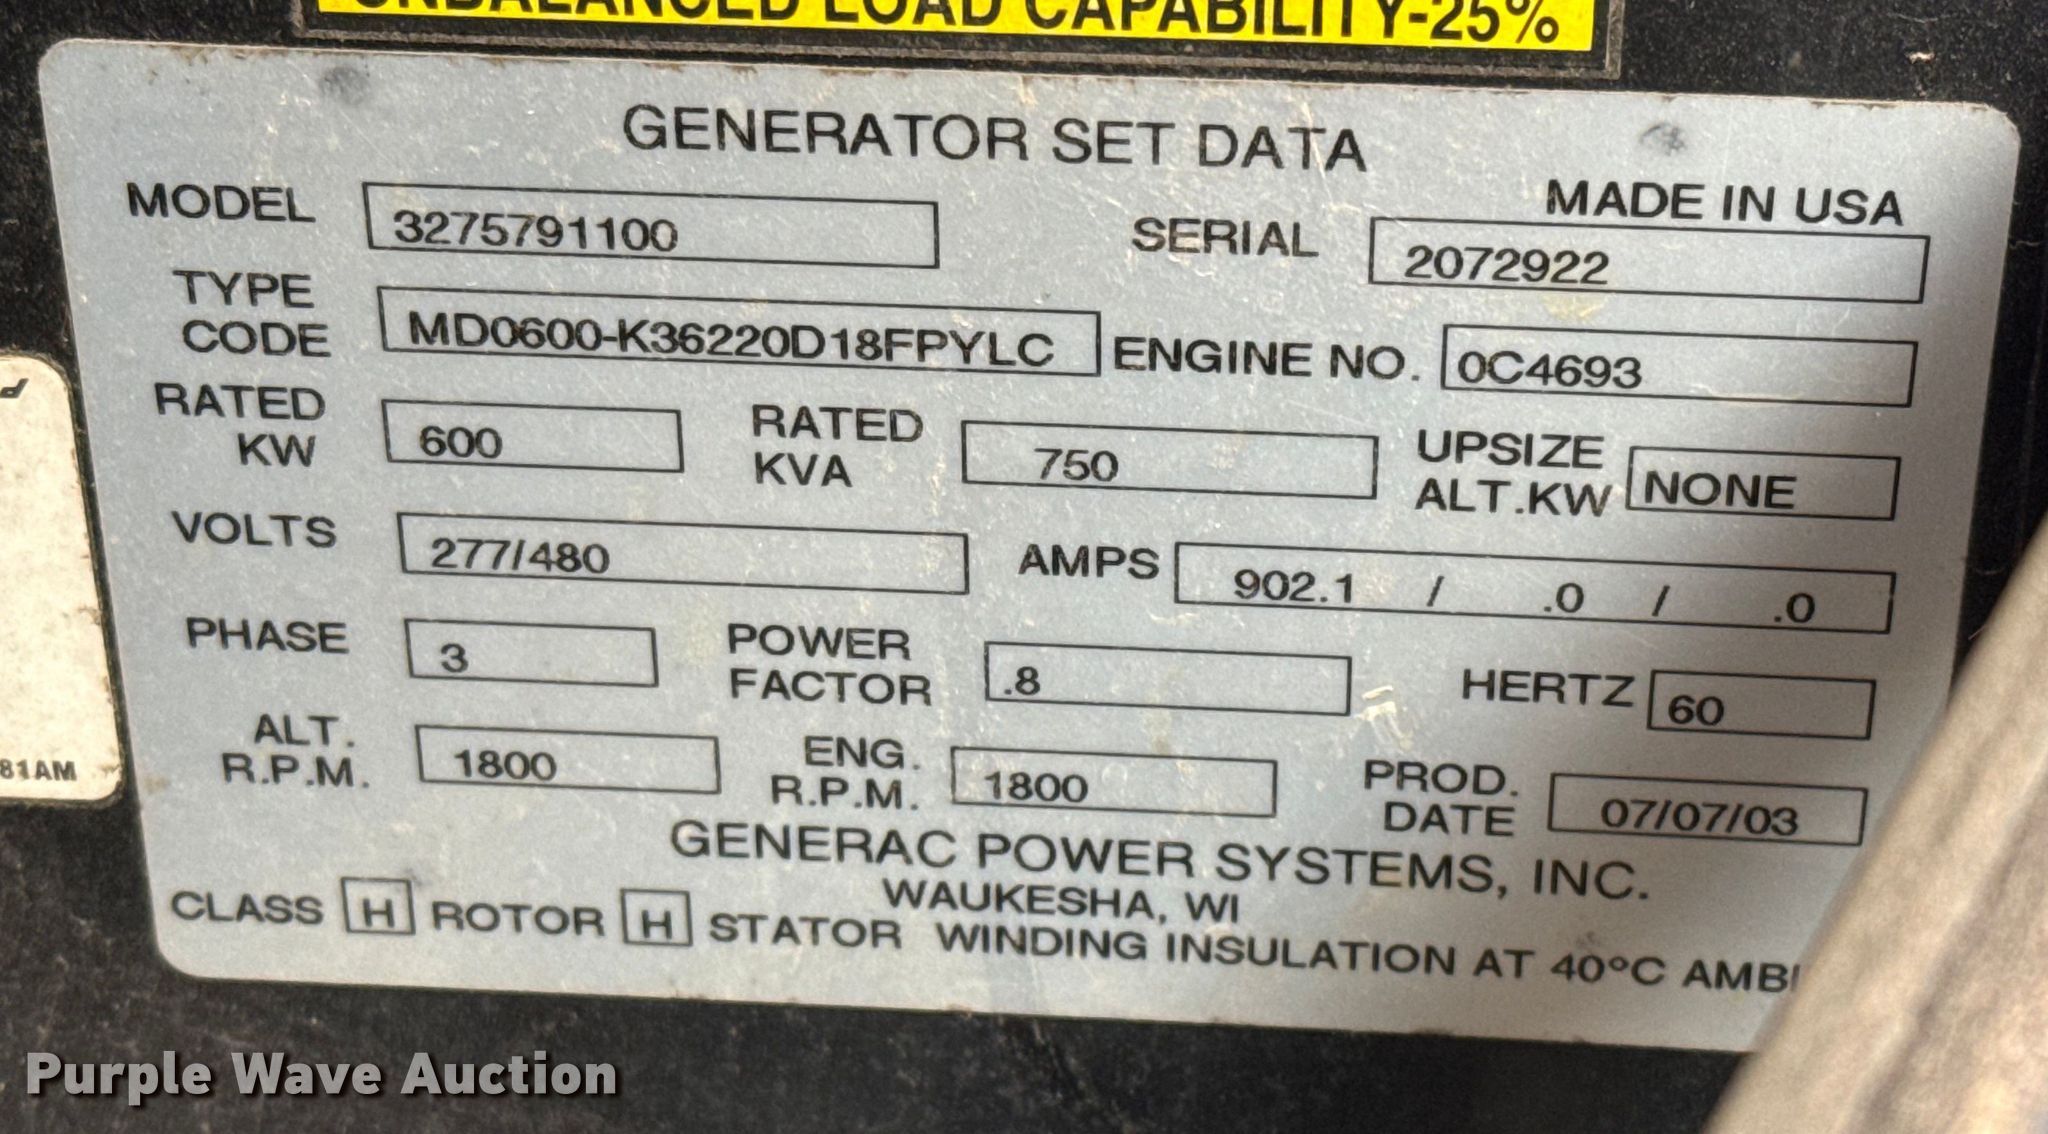 UNBALANCED LOAD CAPABILITY-25%
GENERATOR SET DATA
MADE IN USA
MODEL 3275791100 SERIAL 2072922
TYPE CODE MD0600-K36220D18FPYLC ENGINE NO. 0C4693
RATED KW 600 RATED KVA 750 UPSIZE ALT.KW NONE
VOLTS 277/480 AMPS 902.1 / .0 / .0
PHASE 3 POWER FACTOR .8 HERTZ 60
ALT. R.P.M. 1800 ENG. R.P.M. 1800 PROD. DATE 07/07/03
GENERAC POWER SYSTEMS, INC.
WAUKESHA, WI
CLASS H ROTOR H STATOR WINDING INSULATION AT 40°C AMBI
81AM
Purple Wave Auction